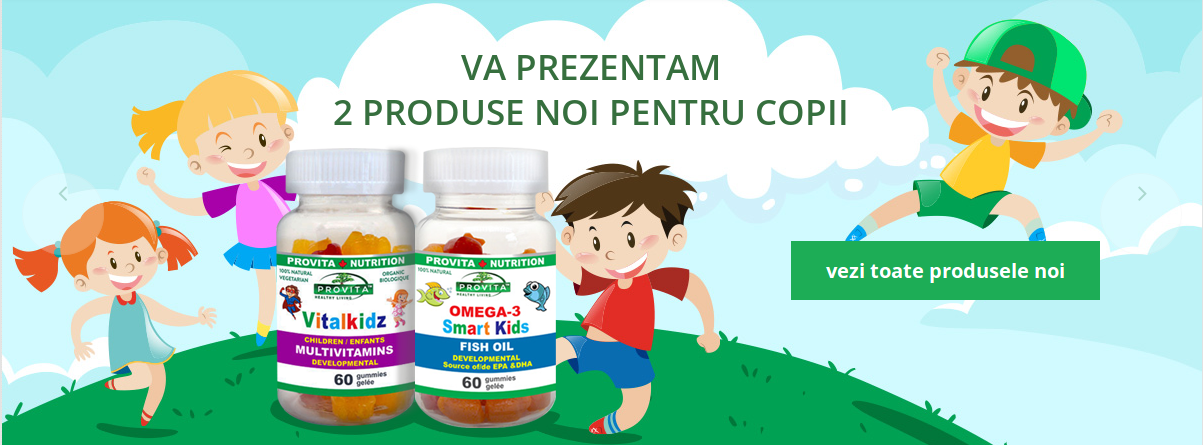 VA PREZENTAM
2 PRODUSE NOI PENTRU COPII
vezi toate produsele noi
PROVITA + NUTRITION
100% NATURAL
VEGETARIAN
ORGANIC
BIOLOGIQUE
PROVITA
HEALTHY LIVING
Vitalkidz
CHILDREN / ENFANTS
MULTIVITAMINS
DEVELOPMENTAL
60 gummies
gelée
PROVITA + NUTRITION
100% NATURAL
PROVITA
HEALTHY LIVING
OMEGA-3
Smart Kids
FISH OIL
DEVELOPMENTAL
Source of/de EPA & DHA
60 gummies
gelée